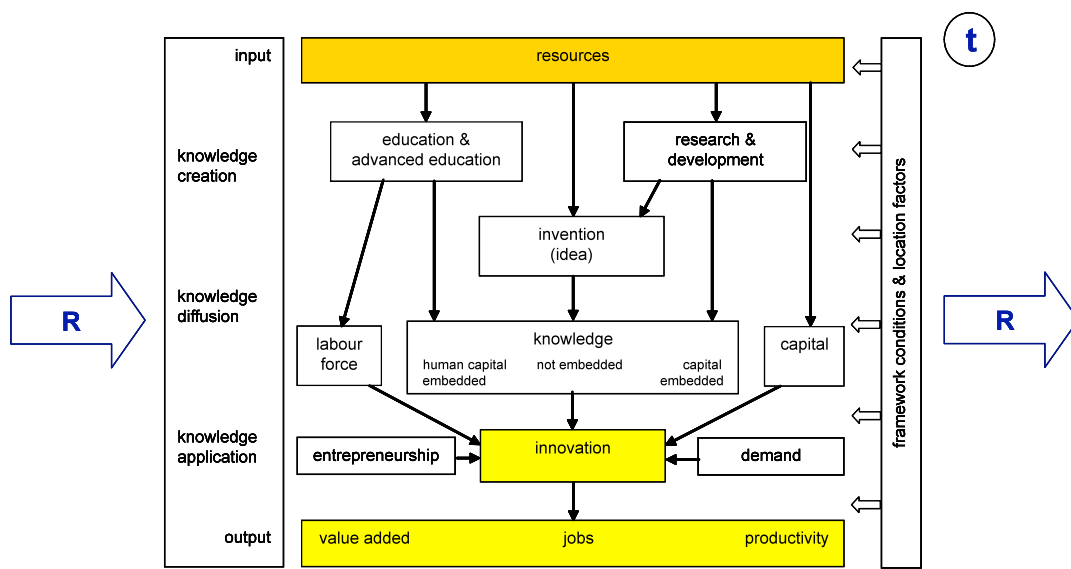 t
input
resources
education &
advanced education
research &
development
knowledge
creation
invention
(idea)
knowledge
diffusion
R
R
labour
force
knowledge
human capital
embedded
not embedded
capital
embedded
capital
framework conditions & location factors
knowledge
application
entrepreneurship
innovation
demand
output
value added
jobs
productivity